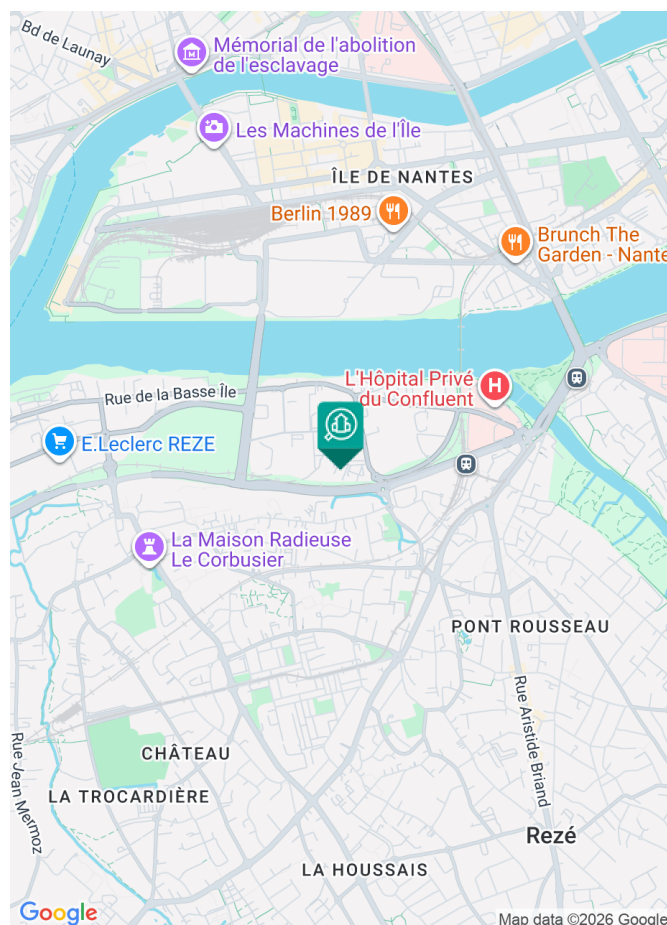 Bd de Launay
Mémorial de l'abolition
de l'esclavage
Les Machines de l'Île
ÎLE DE NANTES
Berlin 1989
Brunch The
Garden - Nante
L'Hôpital Privé
du Confluent
H
Rue de la Basse Île
E.Leclerc REZE
La Maison Radieuse
Le Corbusier
PONT ROUSSEAU
Rue Aristide Briand
Rue Jean Mermoz
CHÂTEAU
LA TROCARDIÈRE
Rezé
LA HOUSSAIS
Google
Map data ©2026 Google